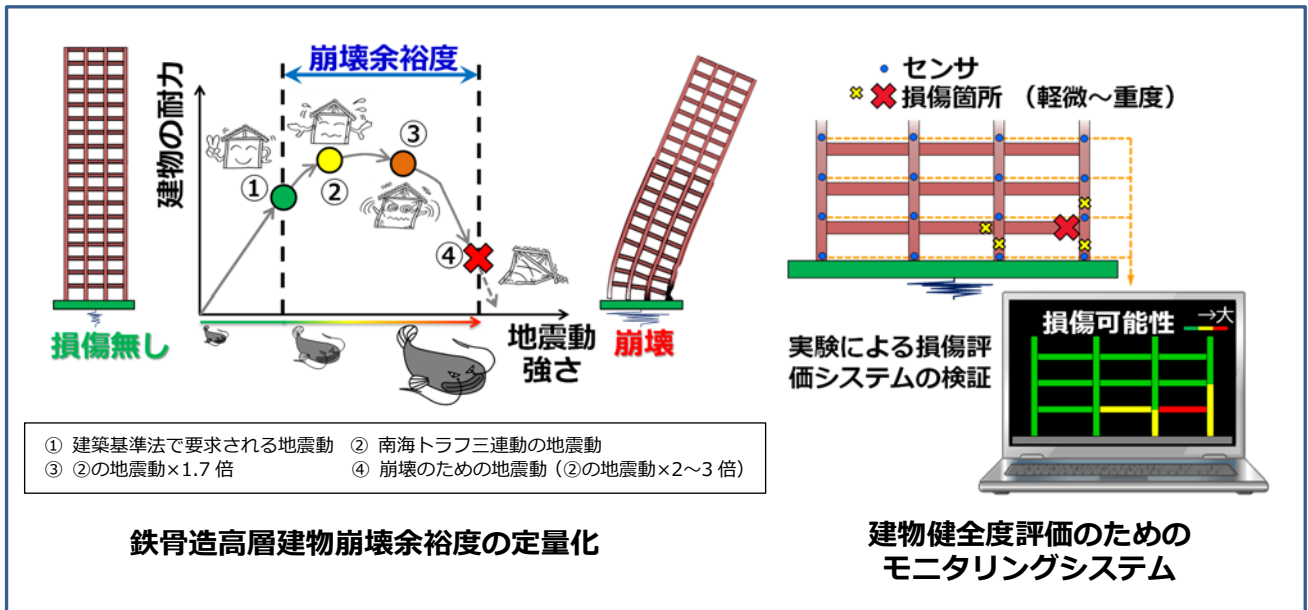 崩壊余裕度
建物の耐力
①
②
③
④
地震動
強さ
損傷無し
崩壊
センサ
損傷箇所 （軽微～重度）
実験による損傷評
価システムの検証
損傷可能性
→大
① 建築基準法で要求される地震動 ② 南海トラフ三連動の地震動
③ ②の地震動×1.7 倍 ④ 崩壊のための地震動（②の地震動×2～3 倍）
鉄骨造高層建物崩壊余裕度の定量化
建物健全度評価のための
モニタリングシステム